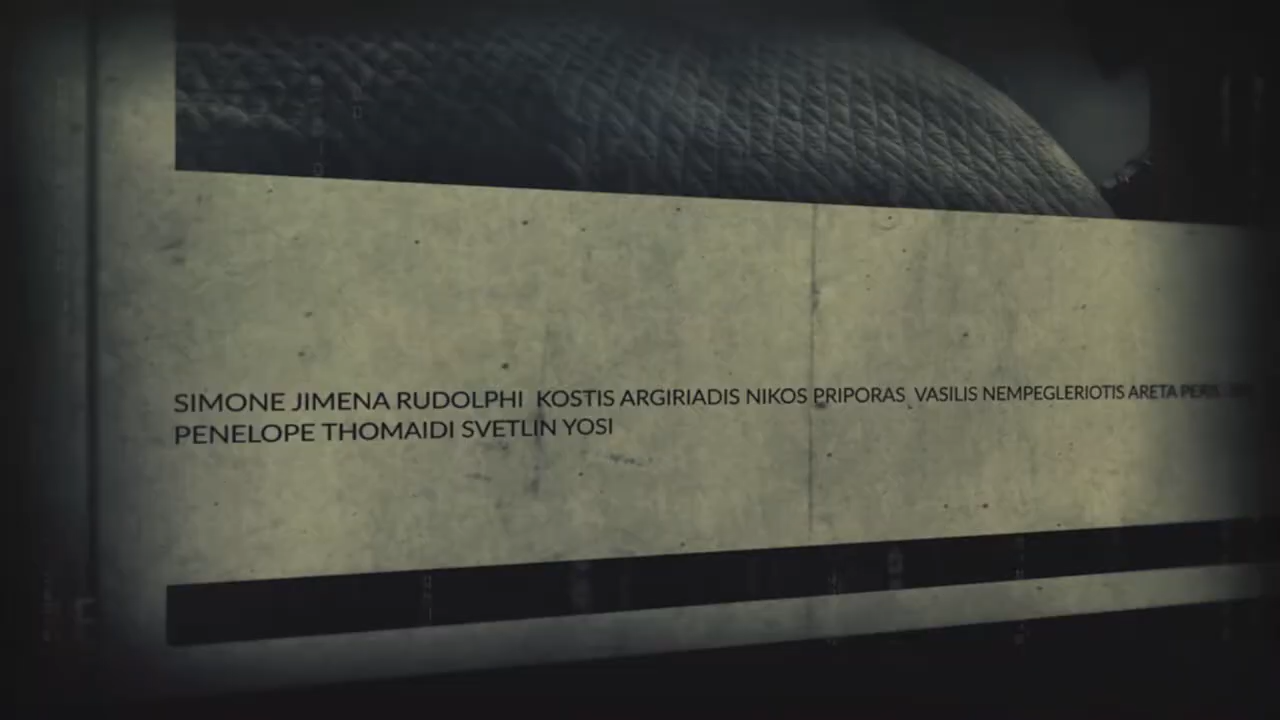 SIMONE JIMENA RUDOLPHI KOSTIS ARGIRIADIS NIKOS PRIPORAS VASILIS NEMPEGLERIOTIS ARETA
PENELOPE THOMAIDI SVETLIN YOSI